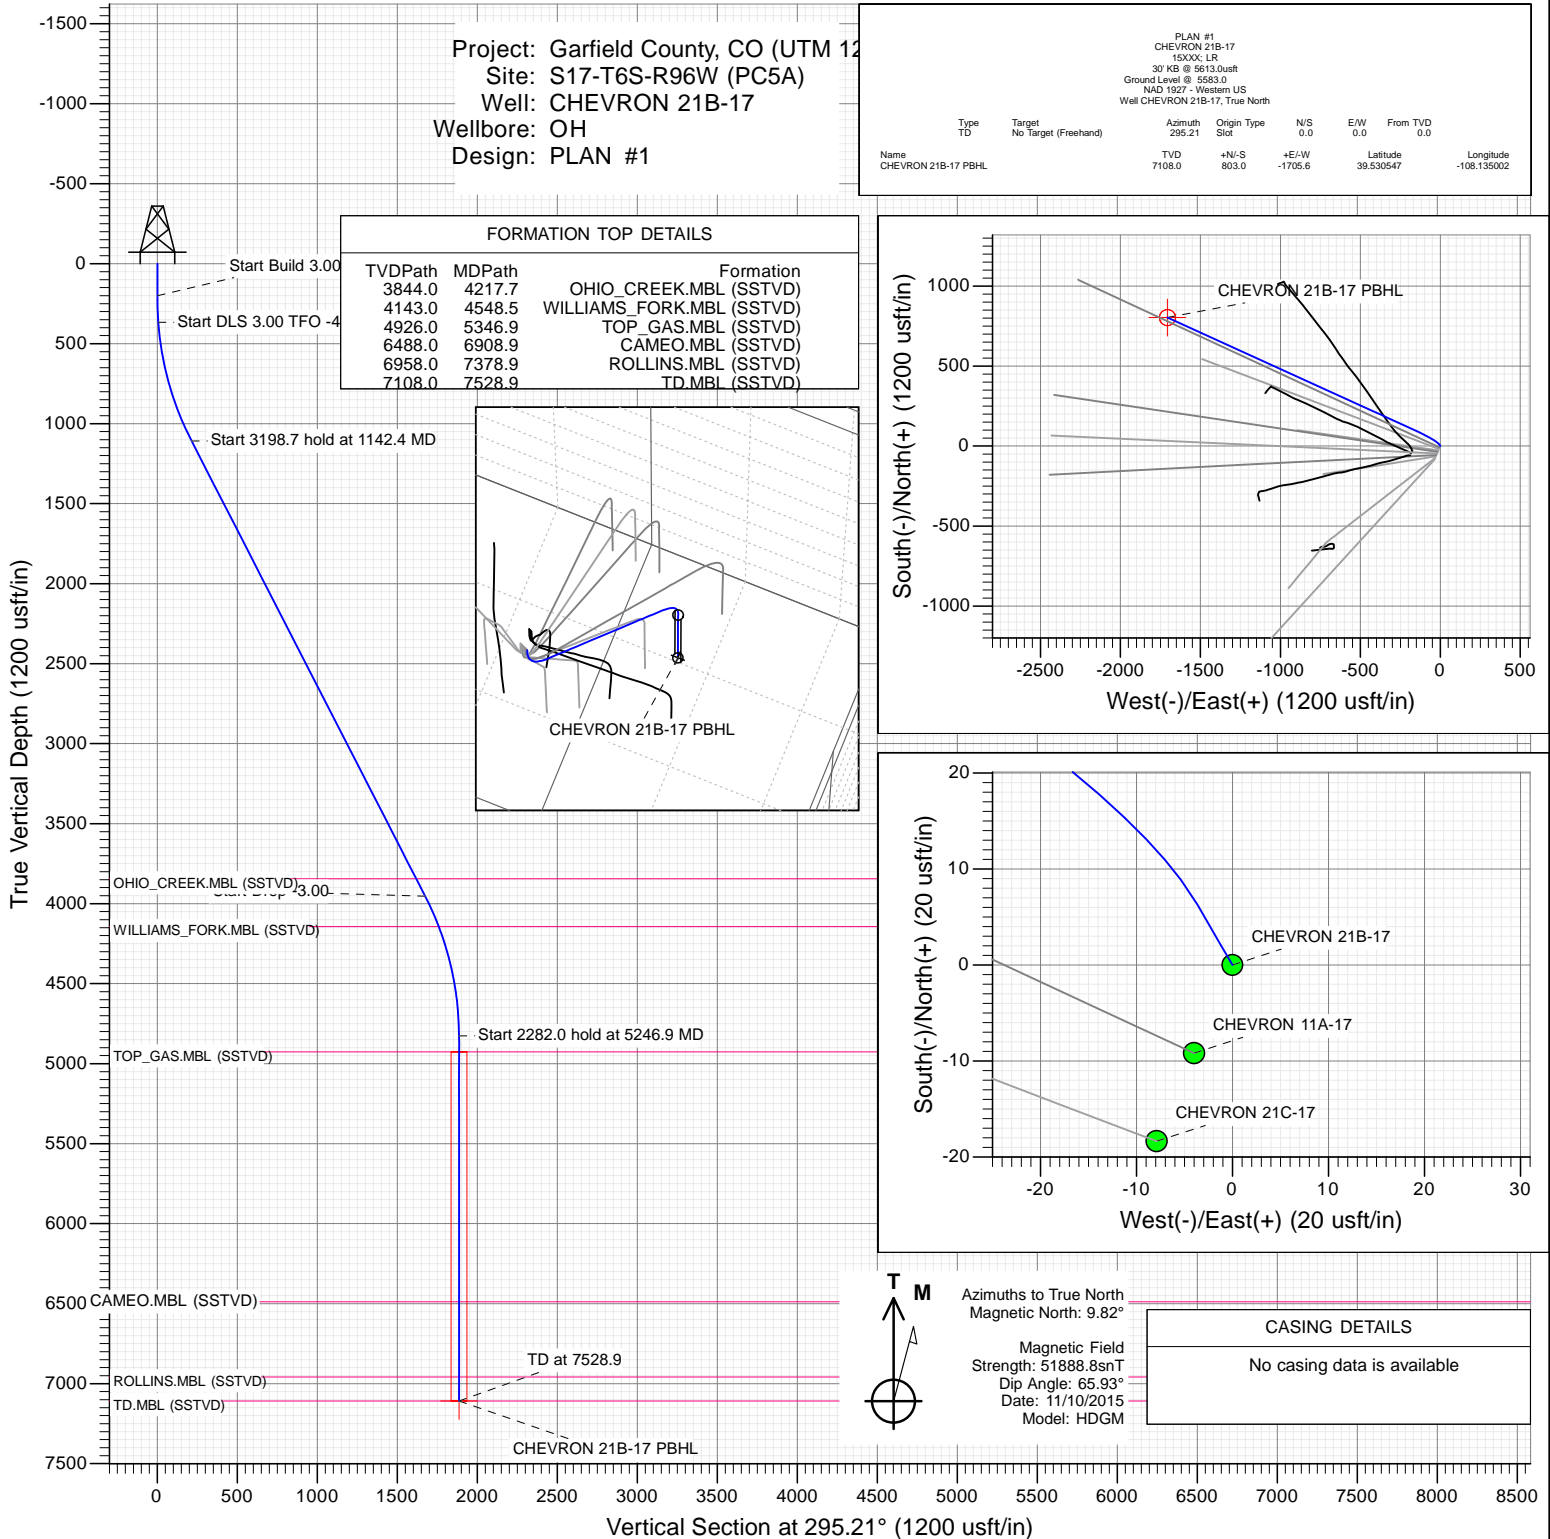 Project: Garfield County, CO (UTM 12
Site: S17-T6S-R96W (PC5A)
Well: CHEVRON 21B-17
Wellbore: OH
Design: PLAN #1
PLAN #1
CHEVRON 21B-17
15XXX; LR
30' KB @ 5613.0usft
Ground Level @ 5583.0
NAD 1927 - Western US
Well CHEVRON 21B-17, True North
Type Target Azimuth Origin Type N/S E/W From TVD
TD No Target (Freehand) 295.21 Slot 0.0 0.0 0.0
Name TVD +N/-S +E/-W Latitude Longitude
CHEVRON 21B-17 PBHL 7108.0 803.0 -1705.6 39.530547 -108.135002
FORMATION TOP DETAILS
TVDPath MDPath Formation
3844.0 4217.7 OHIO_CREEK.MBL (SSTVD)
4143.0 4548.5 WILLIAMS_FORK.MBL (SSTVD)
4926.0 5346.9 TOP_GAS.MBL (SSTVD)
6488.0 6908.9 CAMEO.MBL (SSTVD)
6958.0 7378.9 ROLLINS.MBL (SSTVD)
7108.0 7528.9 TD.MBL (SSTVD)
True Vertical Depth (1200 usft/in)
-1500
-1000
-500
0
500
1000
1500
2000
2500
3000
3500
4000
4500
5000
5500
6000
6500
7000
7500
Start Build 3.00
Start DLS 3.00 TFO -4
Start 3198.7 hold at 1142.4 MD
OHIO_CREEK.MBL (SSTVD)
Start Drop -3.00
WILLIAMS_FORK.MBL (SSTVD)
Start 2282.0 hold at 5246.9 MD
TOP_GAS.MBL (SSTVD)
CAMEO.MBL (SSTVD)
TD at 7528.9
ROLLINS.MBL (SSTVD)
TD.MBL (SSTVD)
CHEVRON 21B-17 PBHL
0 500 1000 1500 2000 2500 3000 3500 4000 4500 5000 5500 6000 6500 7000 7500 8000 8500
Vertical Section at 295.21° (1200 usft/in)
CHEVRON 21B-17 PBHL
South(-)/North(+) (1200 usft/in)
1000
500
0
-500
-1000
CHEVRON 21B-17 PBHL
-2500 -2000 -1500 -1000 -500 0 500
West(-)/East(+) (1200 usft/in)
South(-)/North(+) (20 usft/in)
20
10
0
-10
-20
CHEVRON 21B-17
CHEVRON 11A-17
CHEVRON 21C-17
-20 -10 0 10 20 30
West(-)/East(+) (20 usft/in)
T
M
Azimuths to True North
Magnetic North: 9.82°
Magnetic Field
Strength: 51888.8snT
Dip Angle: 65.93°
Date: 11/10/2015
Model: HDGM
CASING DETAILS
No casing data is available